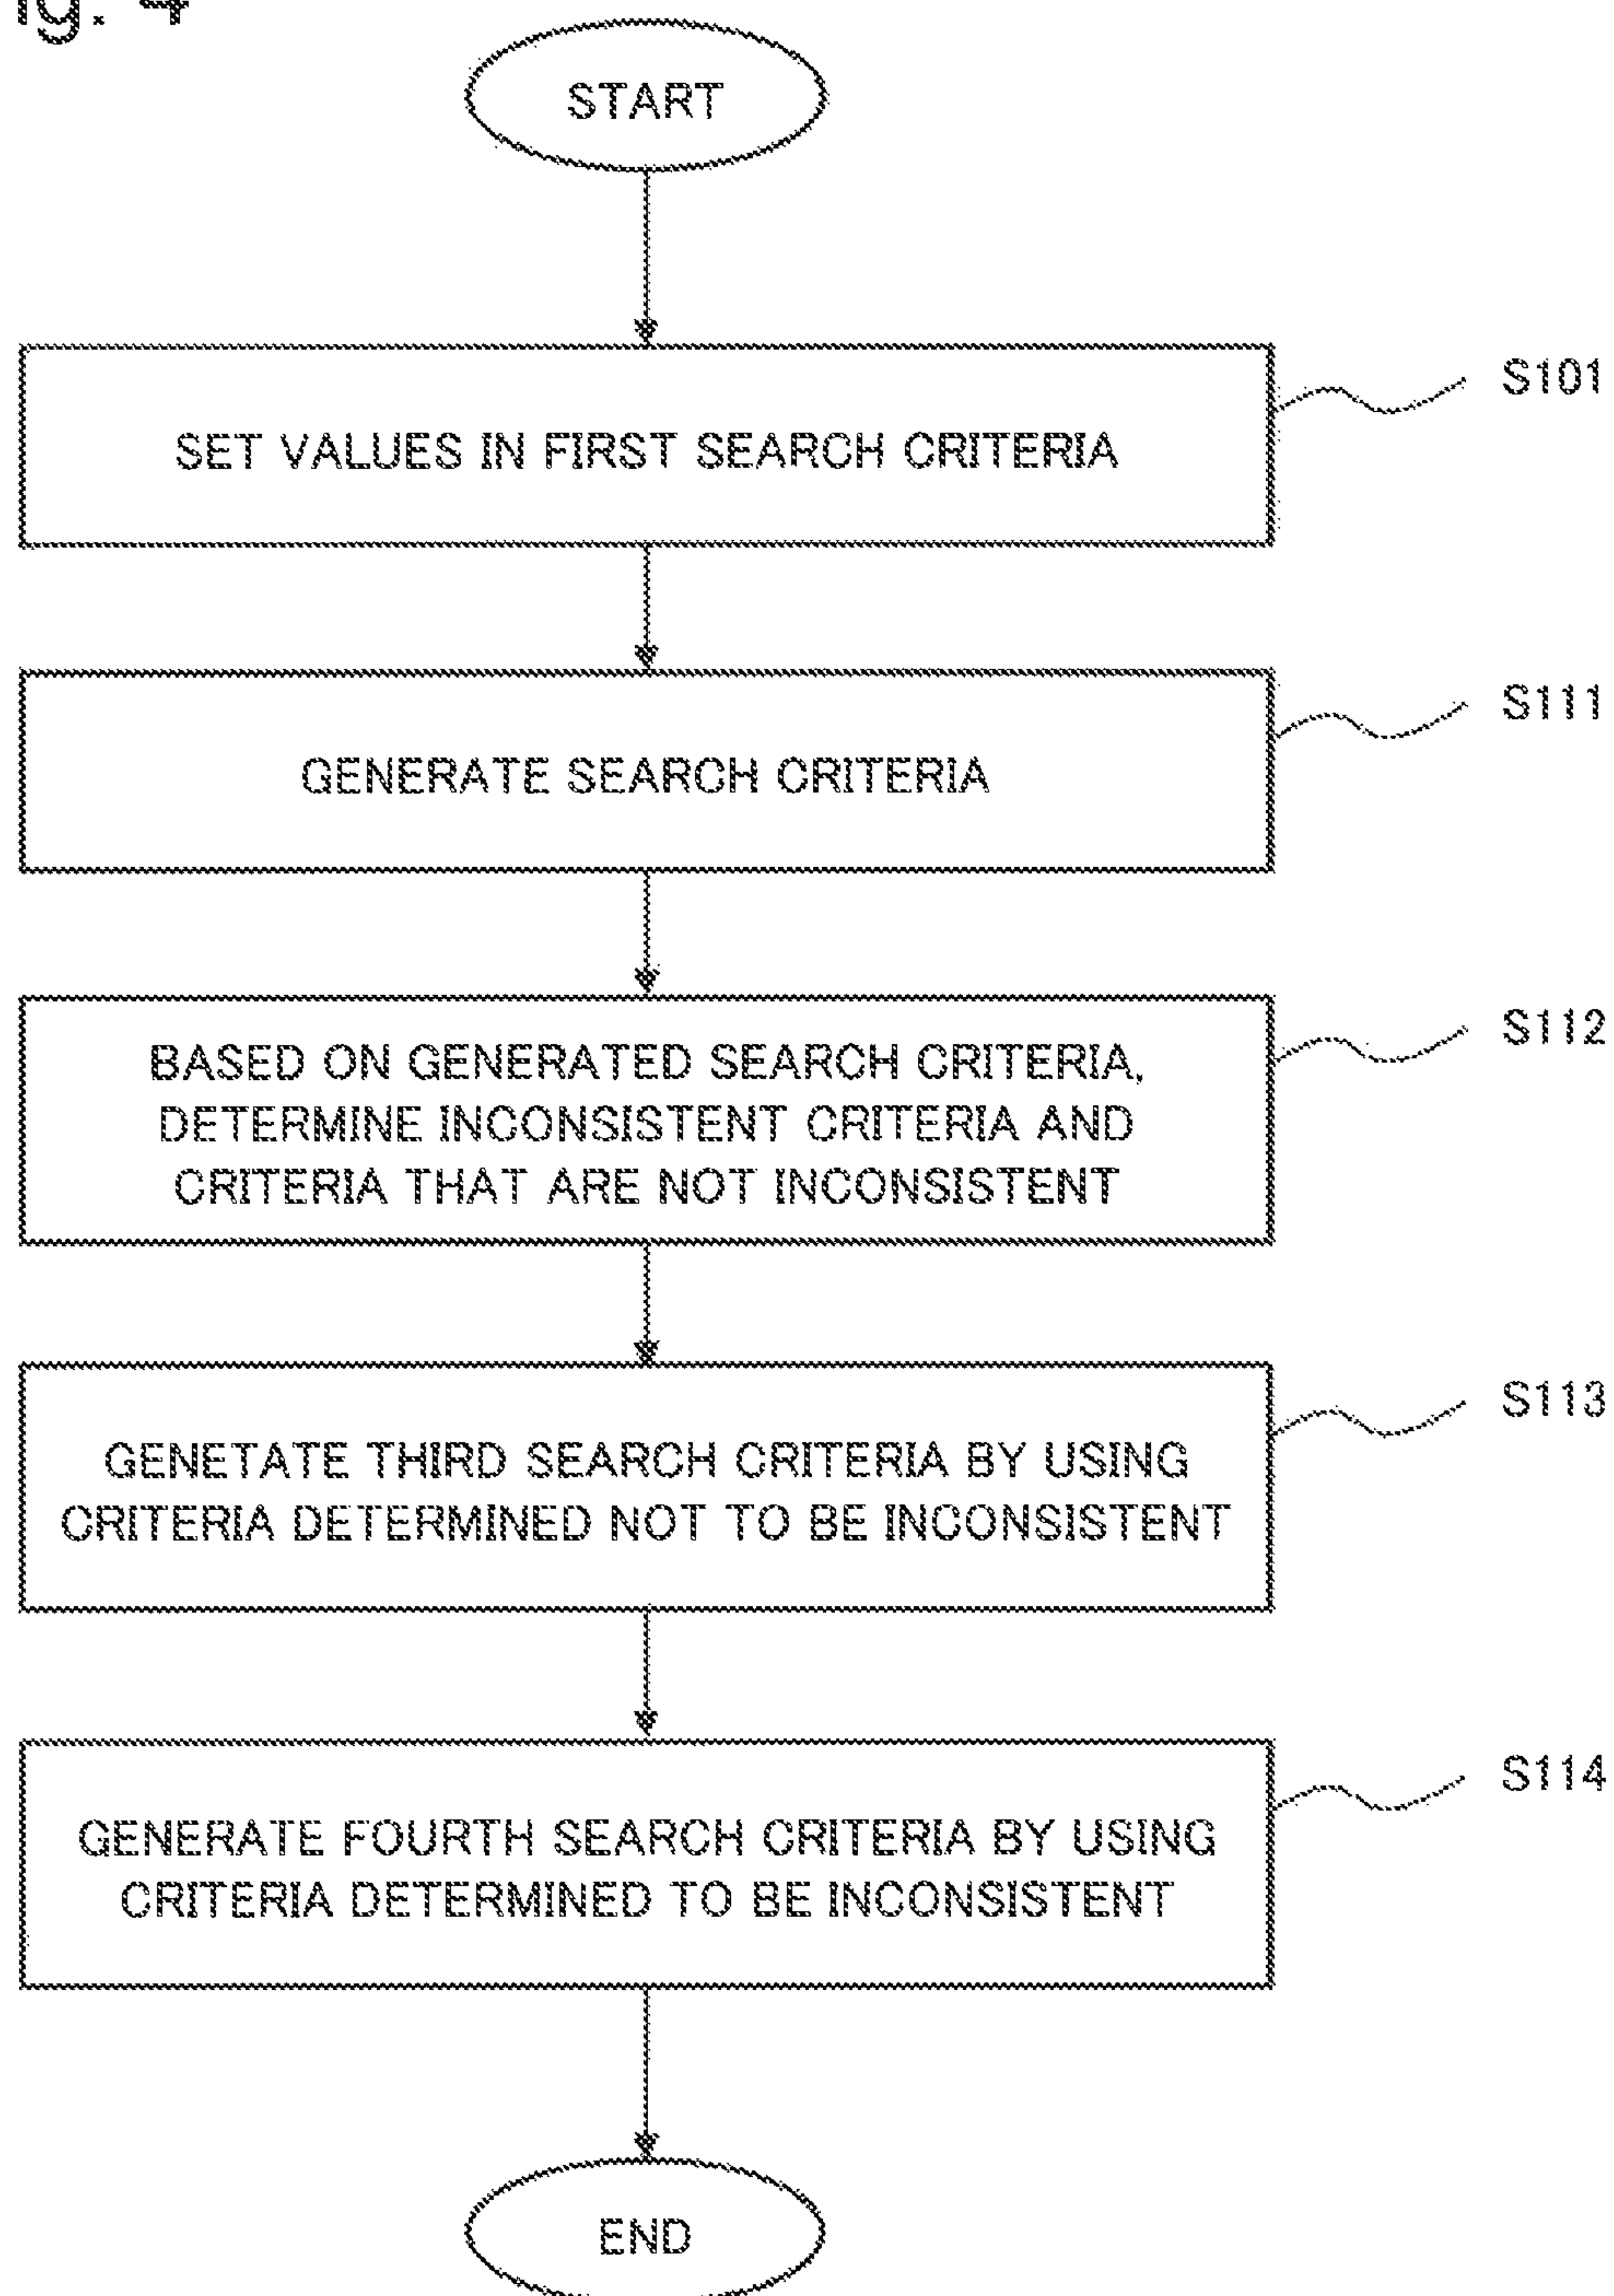 ig. 4
START
SET VALUES IN FIRST SEARCH CRITERIA
S101
GENERATE SEARCH CRITERIA
S111
BASED ON GENERATED SEARCH CRITERIA,
DETERMINE INCONSISTENT CRITERIA AND
CRITERIA THAT ARE NOT INCONSISTENT
S112
GENETATE THIRD SEARCH CRITERIA BY USING
CRITERIA DETERMINED NOT TO BE INCONSISTENT
S113
GENERATE FOURTH SEARCH CRITERIA BY USING
CRITERIA DETERMINED TO BE INCONSISTENT
S114
END